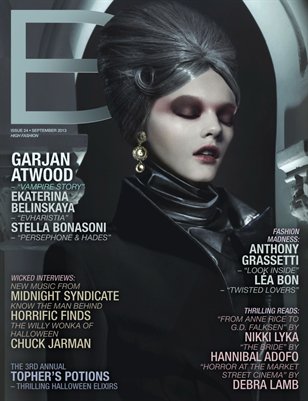 E
ISSUE 24 • SEPTEMBER 2013
HIGH FASHION
GARJAN
ATWOOD
– "VAMPIRE STORY"
EKATERINA
BELINSKAYA
– "EVHARISTIA"
STELLA BONASONI
– "PERSEPHONE & HADES"
WICKED INTERVIEWS:
NEW MUSIC FROM
MIDNIGHT SYNDICATE
KNOW THE MAN BEHIND
HORRIFIC FINDS
THE WILLY WONKA OF
HALLOWEEN
CHUCK JARMAN
THE 3RD ANNUAL
TOPHER'S POTIONS
– THRILLING HALLOWEEN ELIXIRS
FASHION
MADNESS:
ANTHONY
GRASSETTI
– "LOOK INSIDE"
LÉA BON
– "TWISTED LOVERS"
THRILLING READS:
"FROM ANNE RICE TO
G.D. FALKSEN" BY
NIKKI LYKA
"THE BRIDE" BY
HANNIBAL ADOFO
"HORROR AT THE MARKET
STREET CINEMA" BY
DEBRA LAMB